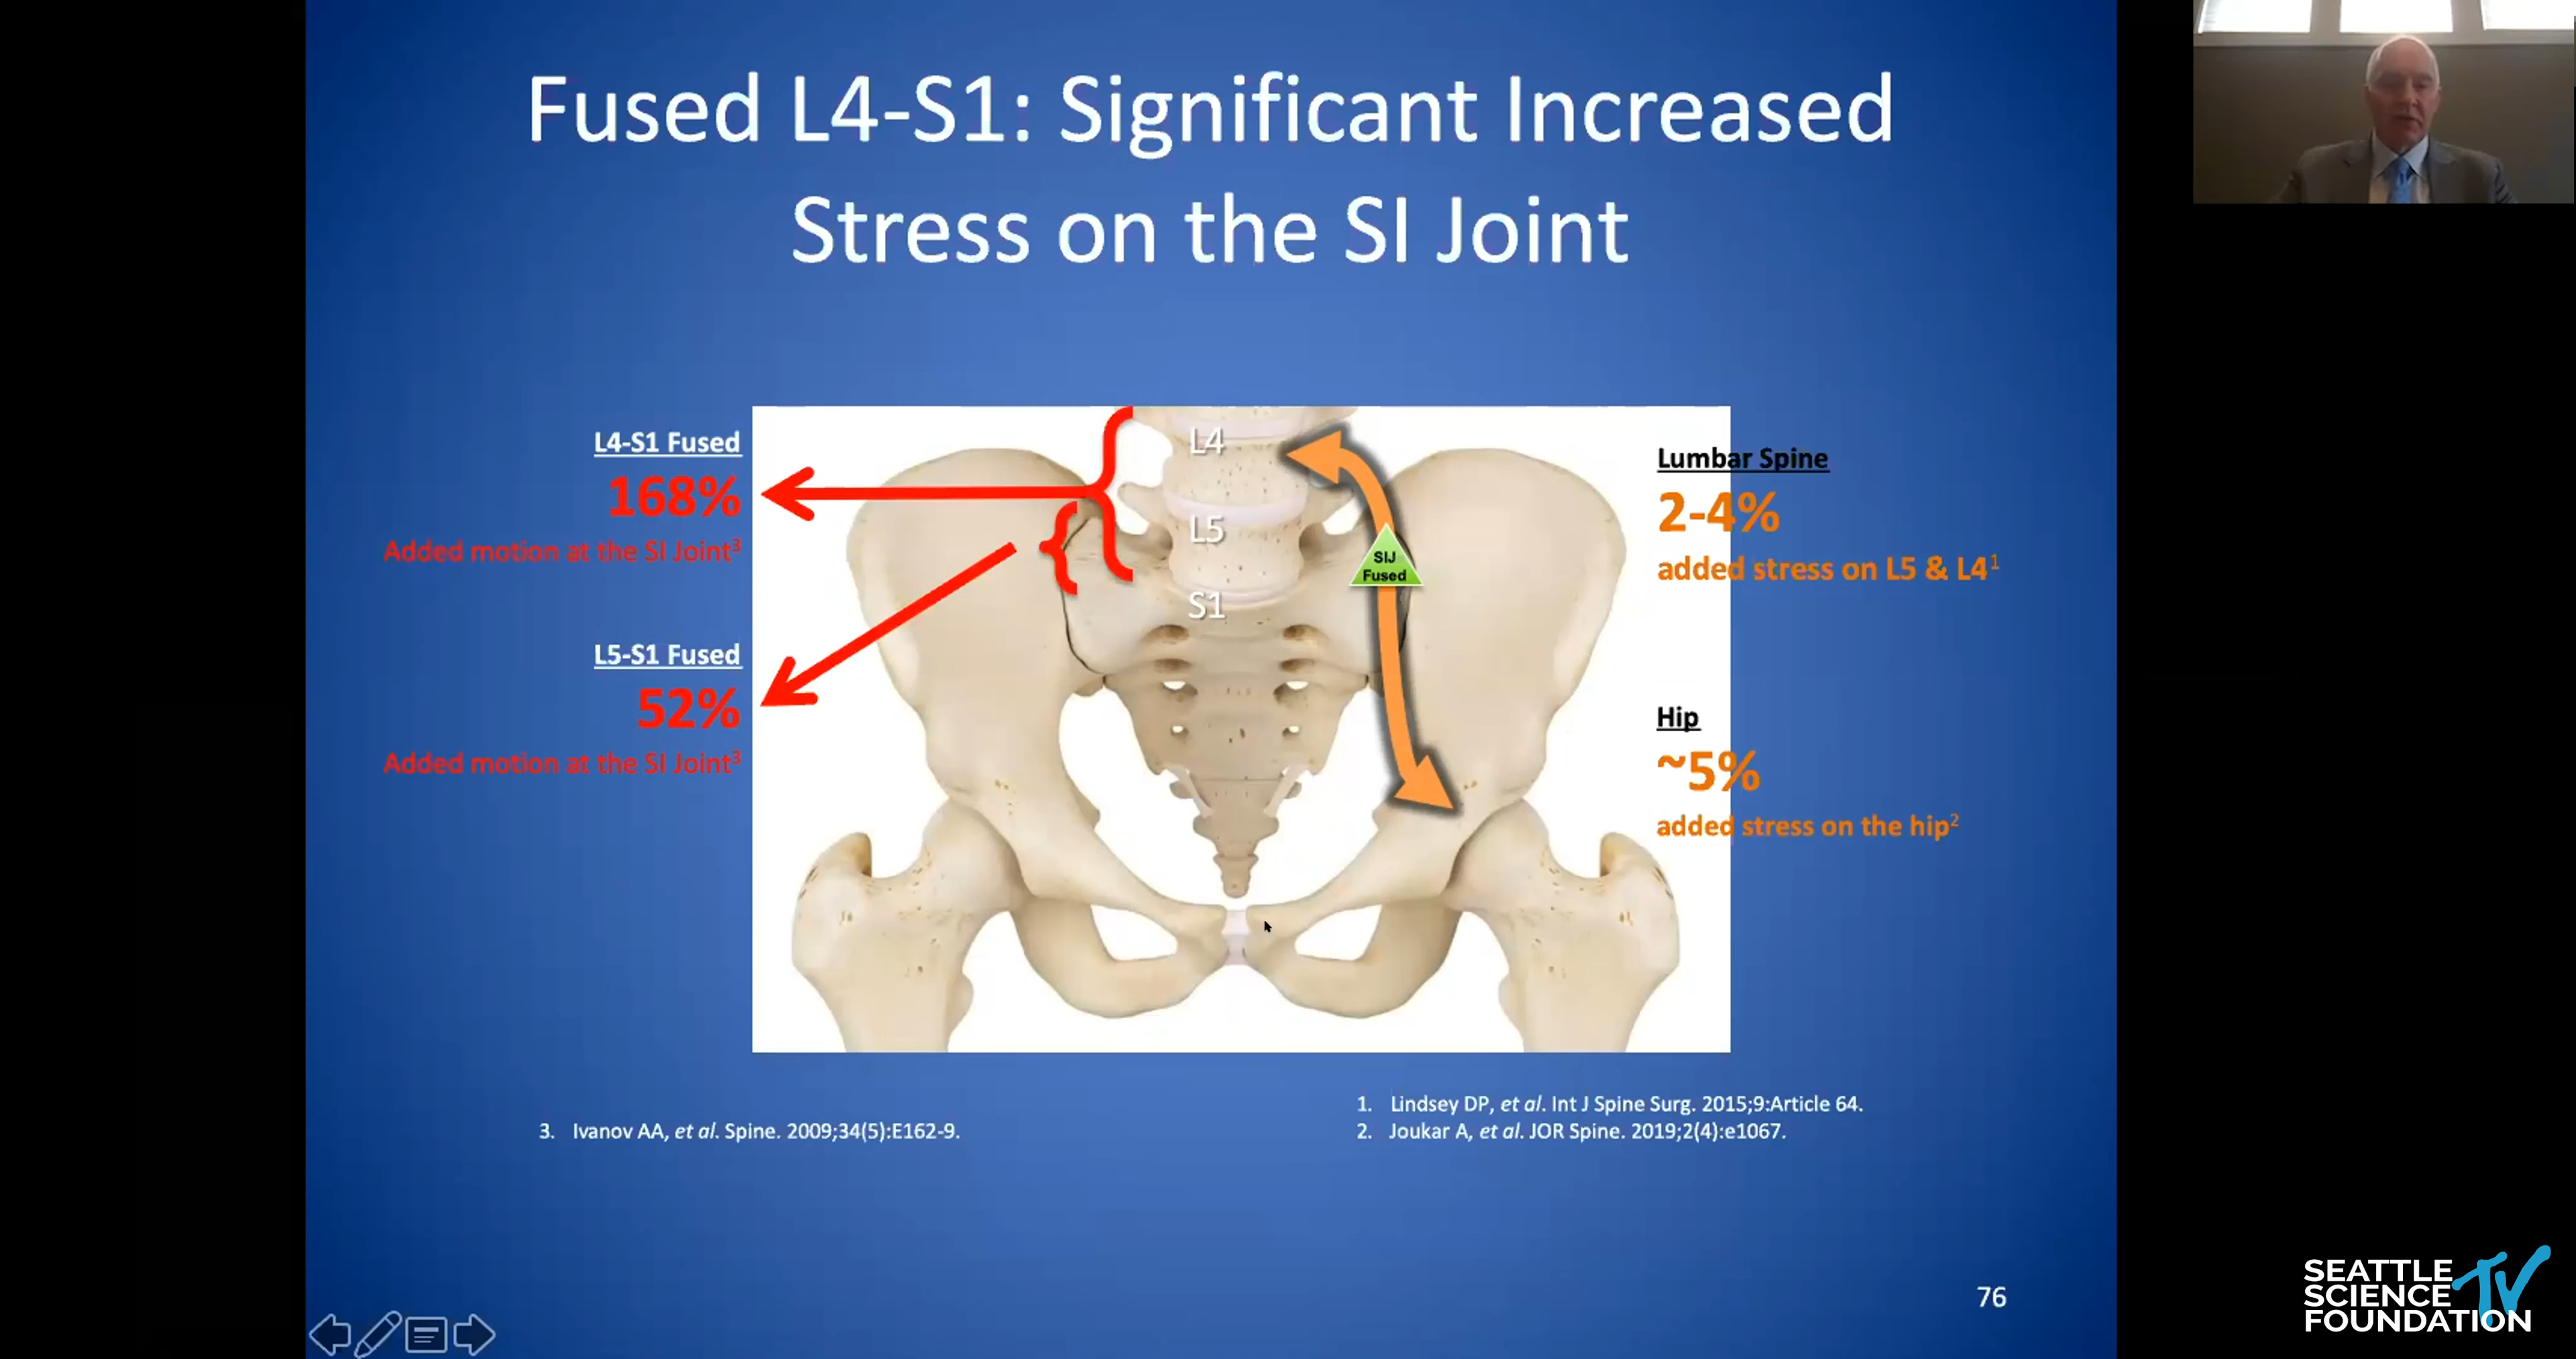 Fused L4-S1: Significant Increased
Stress on the SI Joint
L4-S1 Fused
168%
Added motion at the SI Joint³
L5-S1 Fused
52%
Added motion at the SI Joint³
L4
L5
S1
SIJ
Fused
Lumbar Spine
2-4%
added stress on L5 & L4¹
Hip
~5%
added stress on the hip²
3. Ivanov AA, et al. Spine. 2009;34(5):E162-9.
1. Lindsey DP, et al. Int J Spine Surg. 2015;9:Article 64.
2. Joukar A, et al. JOR Spine. 2019;2(4):e1067.
76
SEATTLE
SCIENCE
FOUNDATION
TV